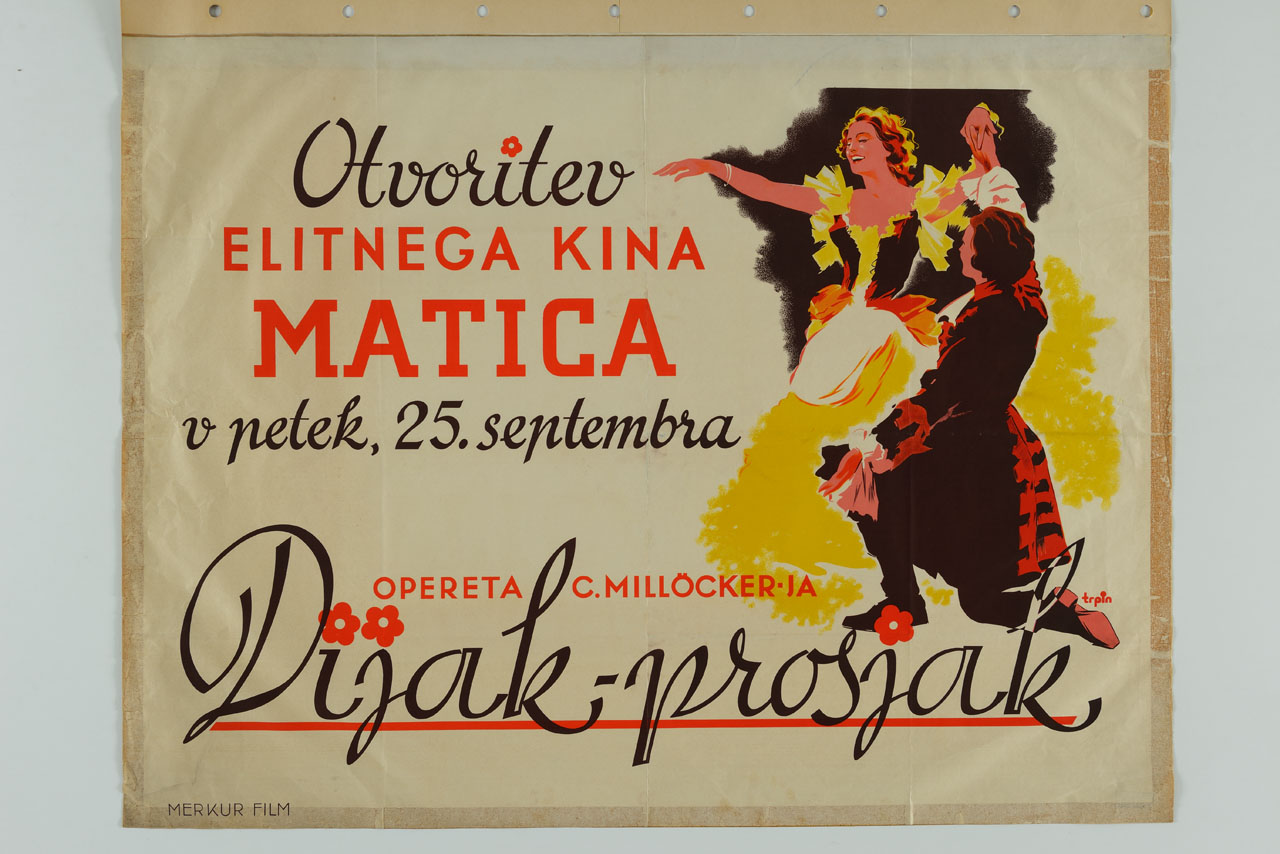 Otvoritev
ELITNEGA KINA
MATICA
v petek, 25. septembra
OPERETA C. MILLÖCKER-JA
Dijak-prosjak
trpin
MERKUR FILM